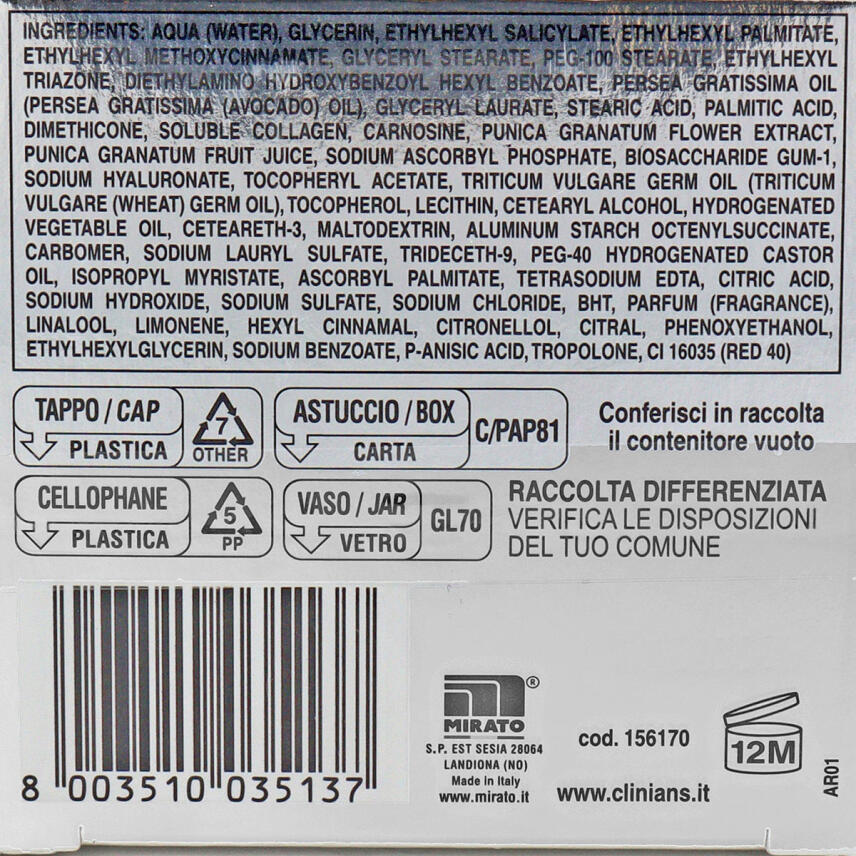 INGREDIENTS: AQUA (WATER), GLYCERIN, ETHYLHEXYL SALICYLATE, ETHYLHEXYL PALMITATE,
ETHYLHEXYL METHOXYCINNAMATE, GLYCERYL STEARATE, PEG-100 STEARATE, ETHYLHEXYL
TRIAZONE, DIETHYLAMINO HYDROXYBENZOYL HEXYL BENZOATE, PERSEA GRATISSIMA OIL
(PERSEA GRATISSIMA (AVOCADO) OIL), GLYCERYL LAURATE, STEARIC ACID, PALMITIC ACID,
DIMETHICONE, SOLUBLE COLLAGEN, CARNOSINE, PUNICA GRANATUM FLOWER EXTRACT,
PUNICA GRANATUM FRUIT JUICE, SODIUM ASCORBYL PHOSPHATE, BIOSACCHARIDE GUM-1,
SODIUM HYALURONATE, TOCOPHERYL ACETATE, TRITICUM VULGARE GERM OIL (TRITICUM
VULGARE (WHEAT) GERM OIL), TOCOPHEROL, LECITHIN, CETEARYL ALCOHOL, HYDROGENATED
VEGETABLE OIL, CETEARETH-3, MALTODEXTRIN, ALUMINUM STARCH OCTENYLSUCCINATE,
CARBOMER, SODIUM LAURYL SULFATE, TRIDECETH-9, PEG-40 HYDROGENATED CASTOR
OIL, ISOPROPYL MYRISTATE, ASCORBYL PALMITATE, TETRASODIUM EDTA, CITRIC ACID,
SODIUM HYDROXIDE, SODIUM SULFATE, SODIUM CHLORIDE, BHT, PARFUM (FRAGRANCE),
LINALOOL, LIMONENE, HEXYL CINNAMAL, CITRONELLOL, CITRAL, PHENOXYETHANOL,
ETHYLHEXYLGLYCERIN, SODIUM BENZOATE, P-ANISIC ACID, TROPOLONE, CI 16035 (RED 40)
TAPPO / CAP
PLASTICA
7
OTHER
ASTUCCIO / BOX
CARTA
C/PAP81
Conferisci in raccolta
il contenitore vuoto
CELLOPHANE
PLASTICA
5
PP
VASO / JAR
VETRO
GL70
RACCOLTA DIFFERENZIATA
VERIFICA LE DISPOSIZIONI
DEL TUO COMUNE
8 003510 035137
MIRATO®
S.P. EST SESIA 28064
LANDIONA (NO)
Made in Italy
www.mirato.it
cod. 156170
www.clinians.it
12M
AR01